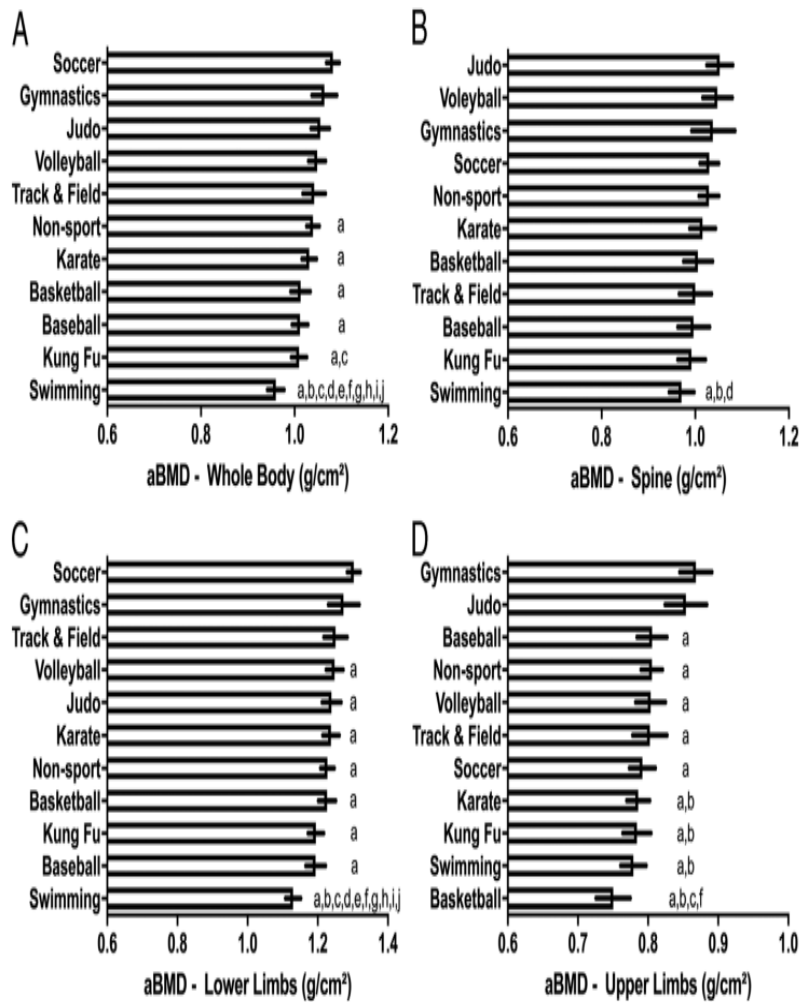 A
Soccer
Gymnastics
Judo
Volleyball
Track & Field
Non-sport a
Karate a
Basketball a
Baseball a
Kung Fu a,c
Swimming a,b,c,d,e,f,g,h,i,j
0.6 0.8 1.0 1.2
aBMD - Whole Body (g/cm²)
B
Judo
Voleyball
Gymnastics
Soccer
Non-sport
Karate
Basketball
Track & Field
Baseball
Kung Fu
Swimming a,b,d
0.6 0.8 1.0 1.2
aBMD - Spine (g/cm²)
C
Soccer
Gymnastics
Track & Field
Volleyball a
Judo a
Karate a
Non-sport a
Basketball a
Kung Fu a
Baseball a
Swimming a,b,c,d,e,f,g,h,i,j
0.6 0.8 1.0 1.2 1.4
aBMD - Lower Limbs (g/cm²)
D
Gymnastics
Judo
Baseball a
Non-sport a
Volleyball a
Track & Field a
Soccer a
Karate a,b
Kung Fu a,b
Swimming a,b
Basketball a,b,c,f
0.6 0.7 0.8 0.9 1.0
aBMD - Upper Limbs (g/cm²)